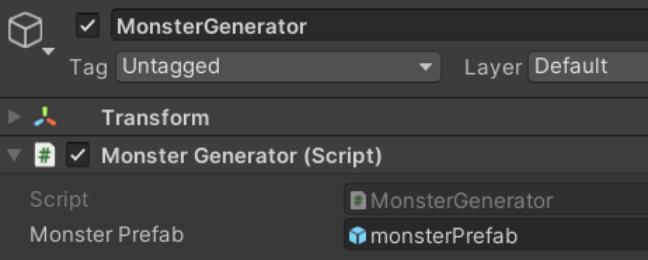 MonsterGenerator
Tag Untagged Layer Default
Transform
# Monster Generator (Script)
Script # MonsterGenerator
Monster Prefab monsterPrefab